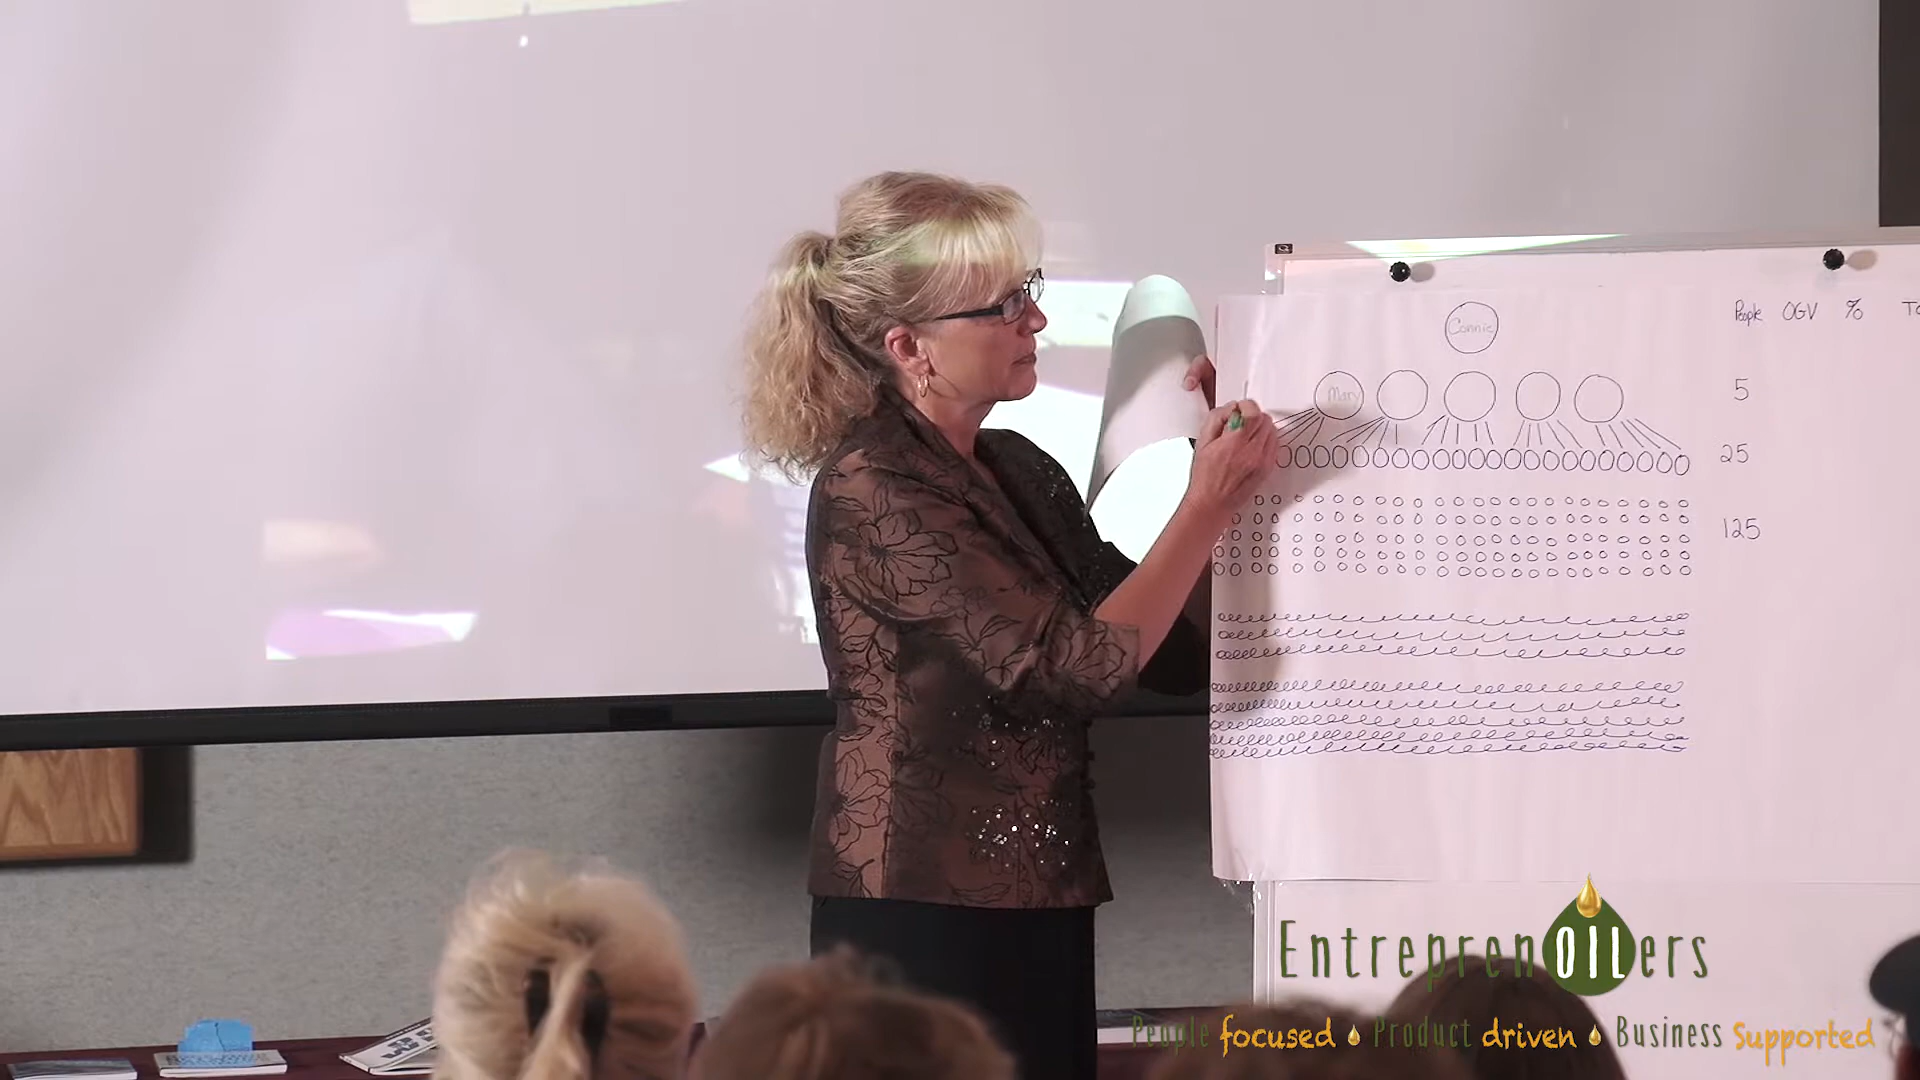 Connie
People OGV %
Mary
5
25
125
EntreprenOILers
People focused Product driven Business Supported